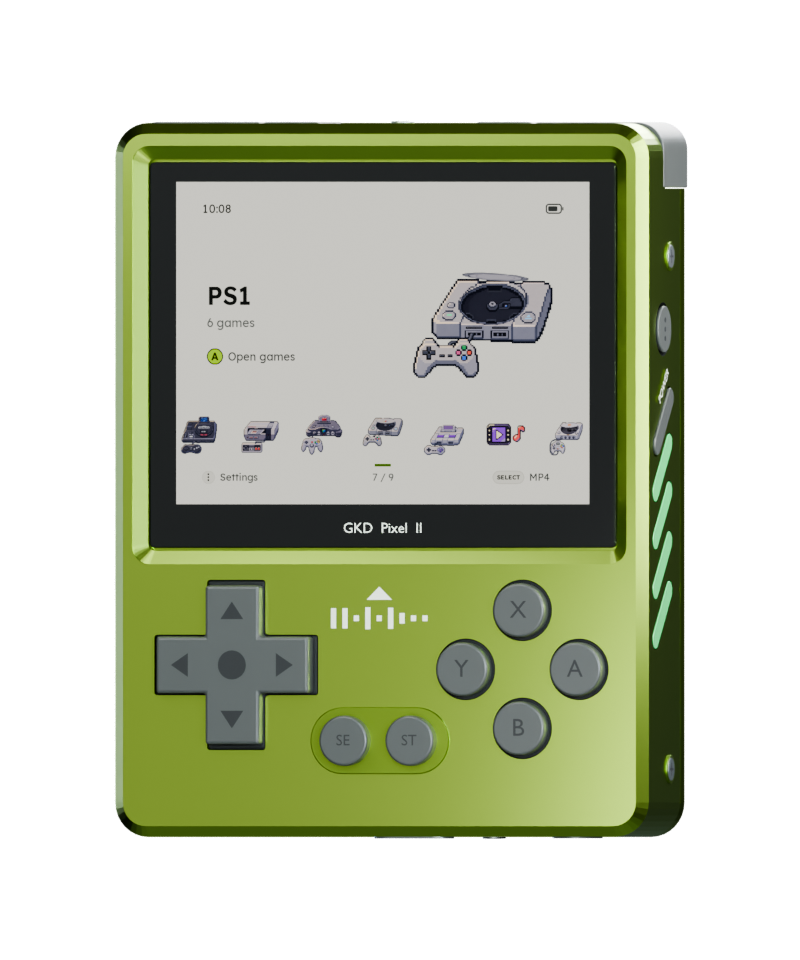 10:08
PS1
6 games
A Open games
Settings
7 / 9
SELECT MP4
GKD Pixel II
X
Y
A
B
SE
ST